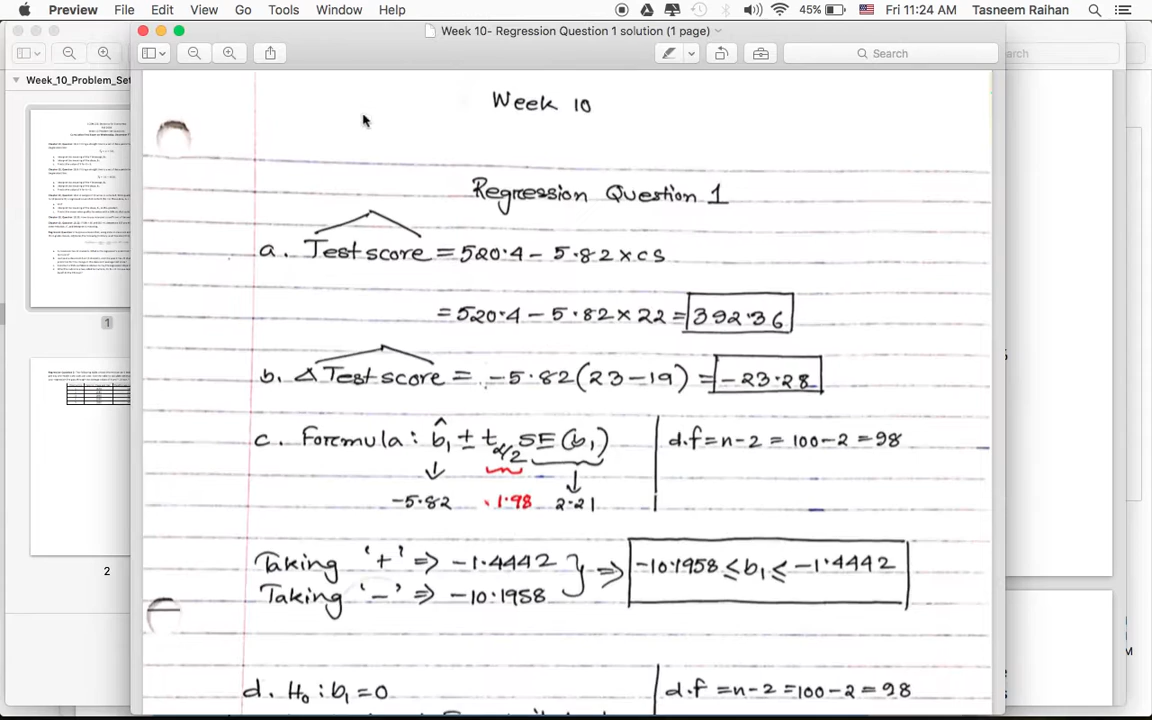 Preview File Edit View Go Tools Window Help 45% Fri 11:24 AM Tasneem Raihan
Week 10- Regression Question 1 solution (1 page)
Search
Week_10_Problem_Set
1
2
Week 10
Regression Question 1
a. Test score = 520.4 - 5.82 x cs
= 520.4 - 5.82 x 22 = 392.36
b. Δ Test score = -5.82 (23 - 19) = -23.28
c. Formula: b̂₁ ± t α/2 SE(b₁)
d.f = n-2 = 100-2 = 98
-5.82 1.98 2.21
Taking '+' => -1.4442
Taking '-' => -10.1958
=> -10.1958 ≤ b₁ ≤ -1.4442
d. H₀ : b₁ = 0
d.f = n-2 = 100-2 = 98